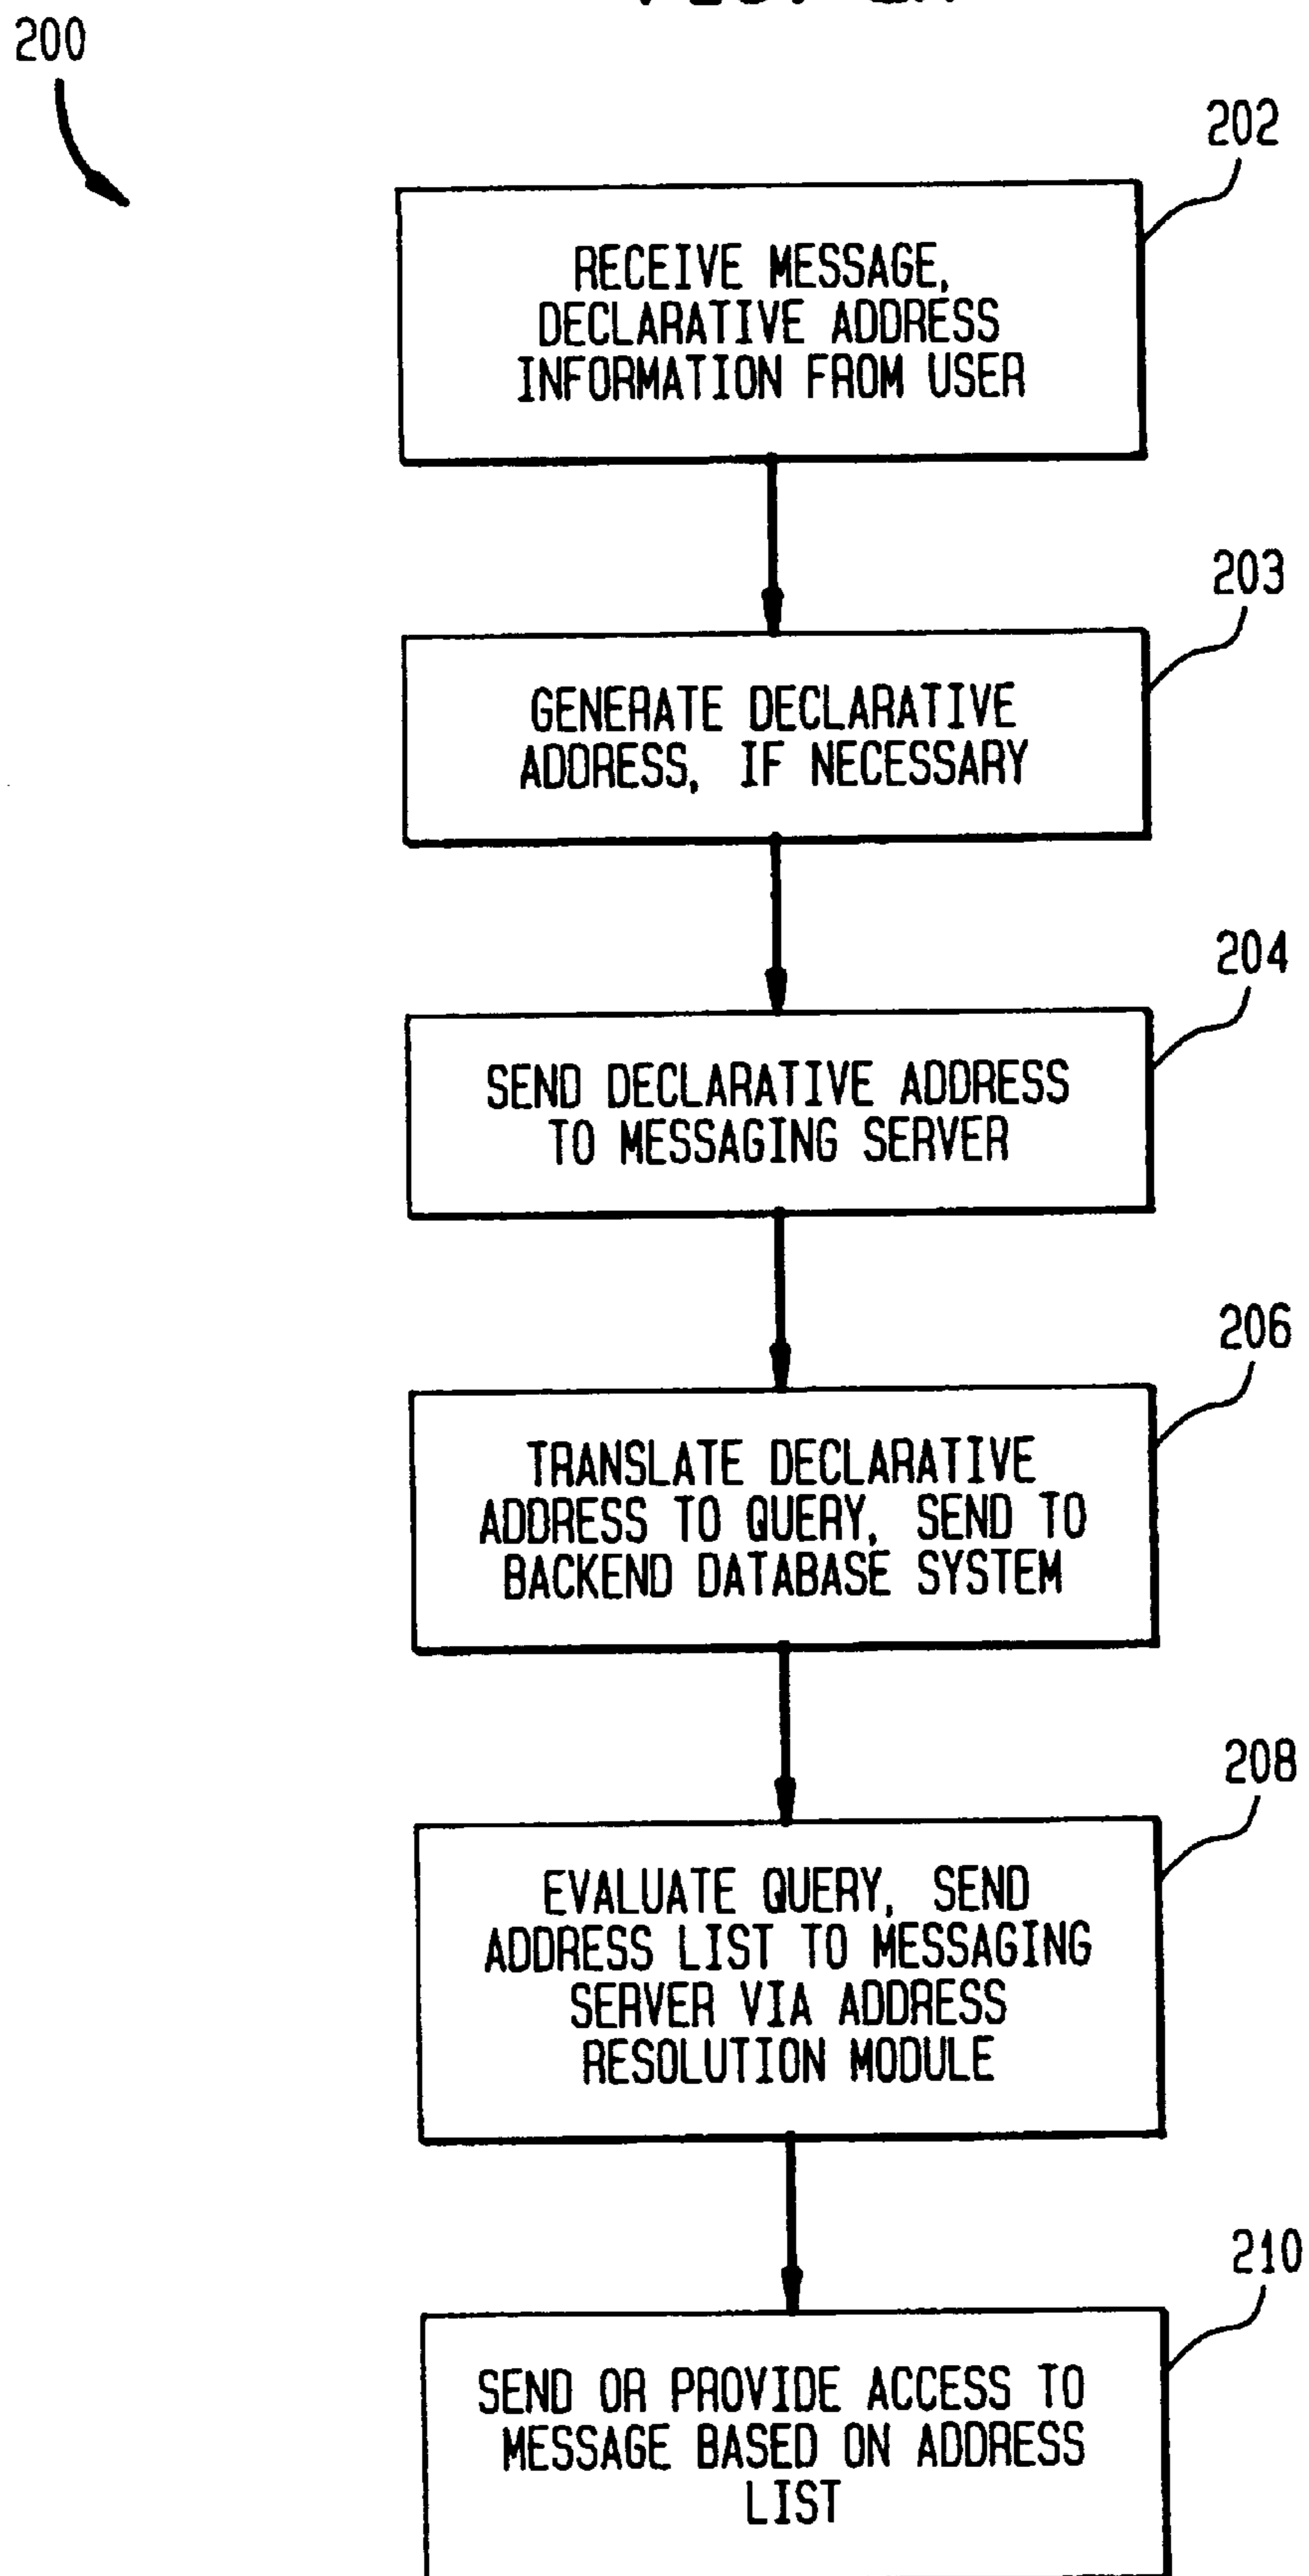 200
202
RECEIVE MESSAGE,
DECLARATIVE ADDRESS
INFORMATION FROM USER
203
GENERATE DECLARATIVE
ADDRESS, IF NECESSARY
204
SEND DECLARATIVE ADDRESS
TO MESSAGING SERVER
206
TRANSLATE DECLARATIVE
ADDRESS TO QUERY, SEND TO
BACKEND DATABASE SYSTEM
208
EVALUATE QUERY, SEND
ADDRESS LIST TO MESSAGING
SERVER VIA ADDRESS
RESOLUTION MODULE
210
SEND OR PROVIDE ACCESS TO
MESSAGE BASED ON ADDRESS
LIST